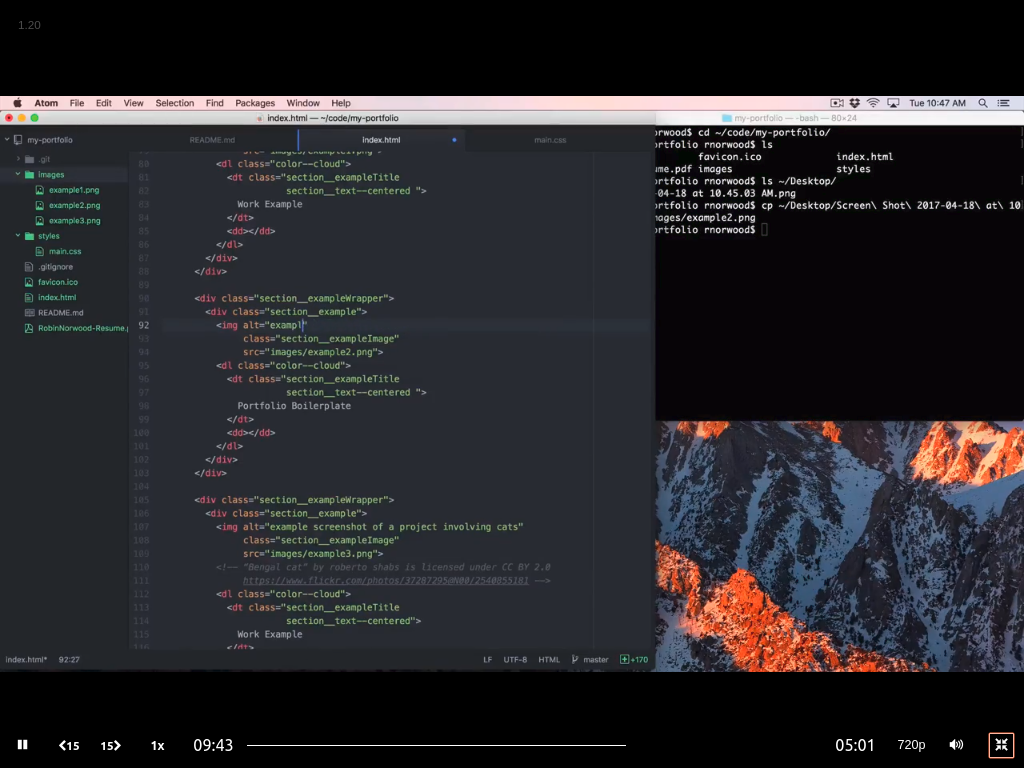 1.20
Atom File Edit View Selection Find Packages Window Help
Tue 10:47 AM
index.html — ~/code/my-portfolio
my-portfolio — -bash — 80×24
my-portfolio
.git
images
example1.png
example2.png
example3.png
styles
main.css
.gitignore
favicon.ico
index.html
README.md
RobinNorwood-Resume.p
README.md
index.html
main.css
<dl class="color--cloud">
81 <dt class="section__exampleTitle
82 section__text--centered ">
83 Work Example
84 </dt>
85 <dd></dd>
86 </dl>
87 </div>
88 </div>
89
90 <div class="section__exampleWrapper">
91 <div class="section__example">
92 <img alt="exampl"
93 class="section__exampleImage"
94 src="images/example2.png">
95 <dl class="color--cloud">
96 <dt class="section__exampleTitle
97 section__text--centered ">
98 Portfolio Boilerplate
99 </dt>
100 <dd></dd>
101 </dl>
102 </div>
103 </div>
104
105 <div class="section__exampleWrapper">
106 <div class="section__example">
107 <img alt="example screenshot of a project involving cats"
108 class="section__exampleImage"
109 src="images/example3.png">
110 <!-- "Bengal cat" by roberto shabs is licensed under CC BY 2.0
111 -->
112 <dl class="color--cloud">
113 <dt class="section__exampleTitle
114 section__text--centered">
115 Work Example
116 </dt>
index.html* 92:27
LF UTF-8 HTML master +170
orwood$ cd ~/code/my-portfolio/
ortfolio rnorwood$ ls
favicon.ico index.html
ume.pdf images styles
ortfolio rnorwood$ ls ~/Desktop/
-04-18 at 10.45.03 AM.png
ortfolio rnorwood$ cp ~/Desktop/Screen\ Shot\ 2017-04-18\ at\ 10
mages/example2.png
ortfolio rnorwood$
15 15 1x 09:43 05:01 720p